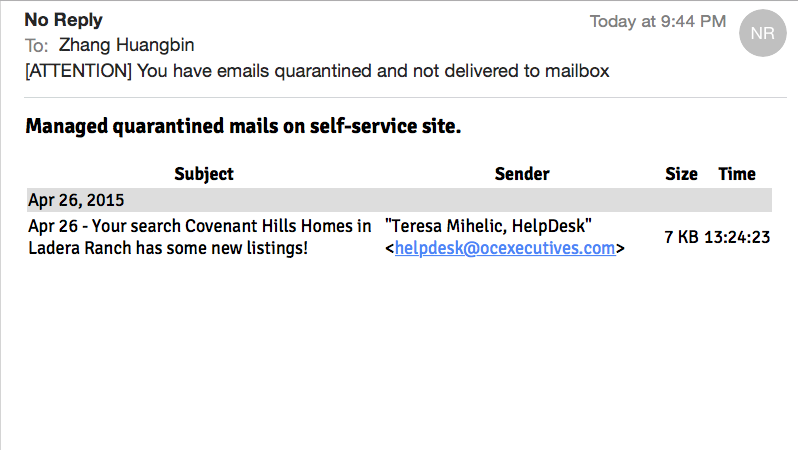 No Reply
Today at 9:44 PM
NR
To: Zhang Huangbin
[ATTENTION] You have emails quarantined and not delivered to mailbox
Managed quarantined mails on self-service site.
Subject Sender Size Time
Apr 26, 2015
Apr 26 - Your search Covenant Hills Homes in "Teresa Mihelic, HelpDesk"
7 KB 13:24:23
Ladera Ranch has some new listings! <helpdesk@ocexecutives.com>